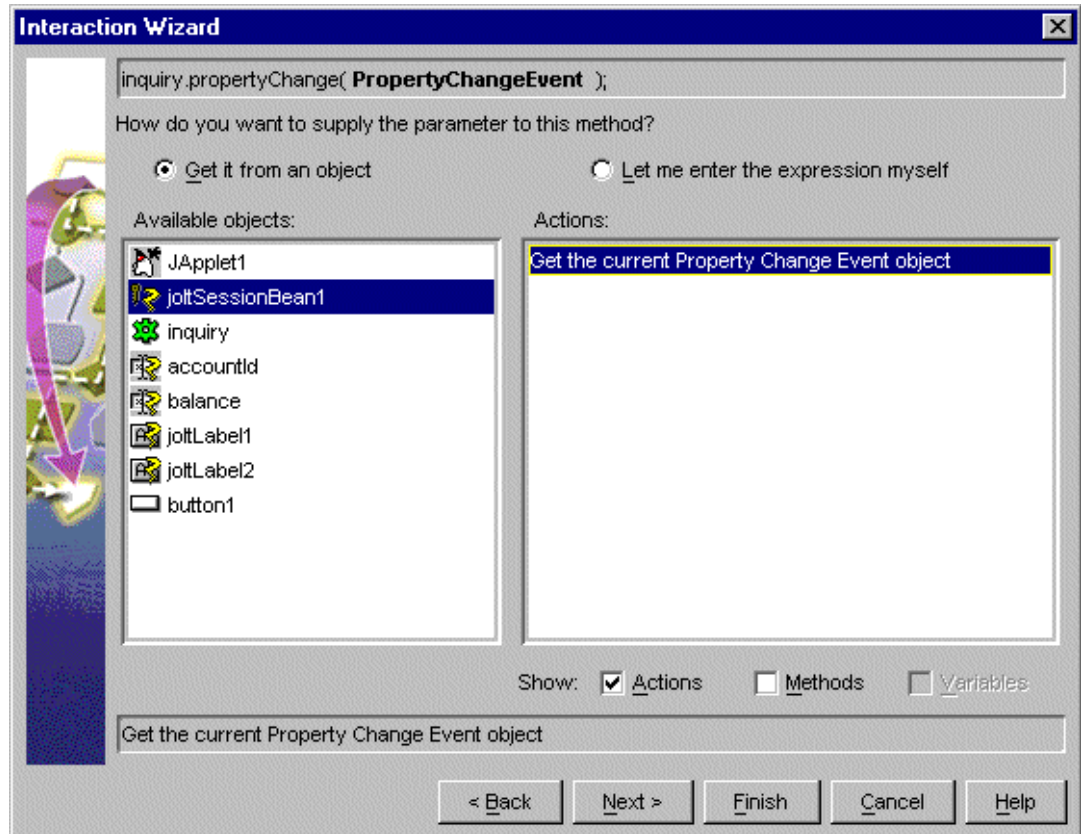 Interaction Wizard
inquiry.propertyChange( PropertyChangeEvent );
How do you want to supply the parameter to this method?
Get it from an object
Let me enter the expression myself
Available objects:
Actions:
JApplet1
joltSessionBean1
inquiry
accountId
balance
joltLabel1
joltLabel2
button1
Get the current Property Change Event object
Show: Actions Methods Variables
Get the current Property Change Event object
< Back Next > Finish Cancel Help